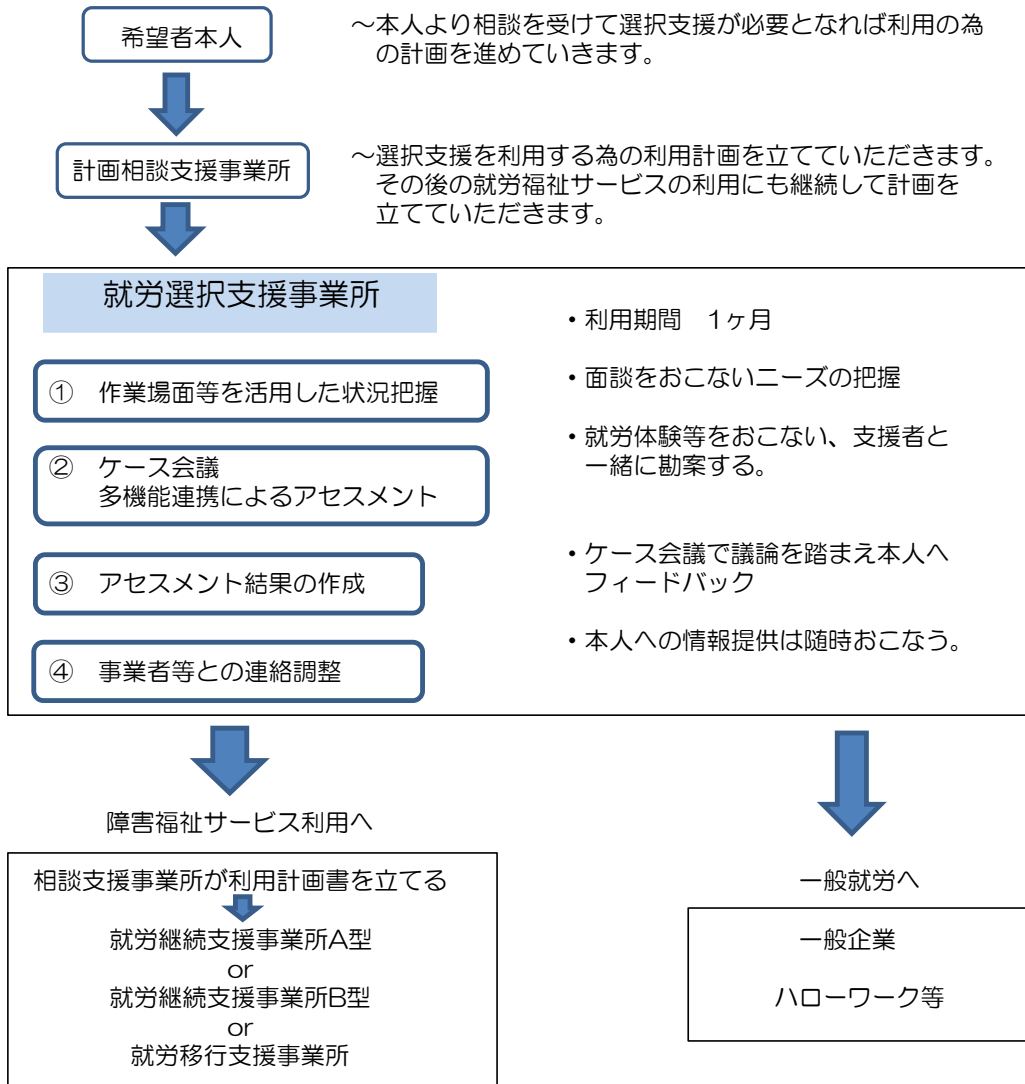 希望者本人
～本人より相談を受けて選択支援が必要となれば利用の為
の計画を進めていきます。
計画相談支援事業所
～選択支援を利用する為の利用計画を立てていただきます。
その後の就労福祉サービスの利用にも継続して計画を
立てていただきます。
就労選択支援事業所
① 作業場面等を活用した状況把握
② ケース会議
多機能連携によるアセスメント
③ アセスメント結果の作成
④ 事業者等との連絡調整
・利用期間 1ヶ月
・面談をおこないニーズの把握
・就労体験等をおこない、支援者と
一緒に勘案する。
・ケース会議で議論を踏まえ本人へ
フィードバック
・本人への情報提供は随時おこなう。
障害福祉サービス利用へ
相談支援事業所が利用計画書を立てる
就労継続支援事業所A型
or
就労継続支援事業所B型
or
就労移行支援事業所
一般就労へ
一般企業
ハローワーク等